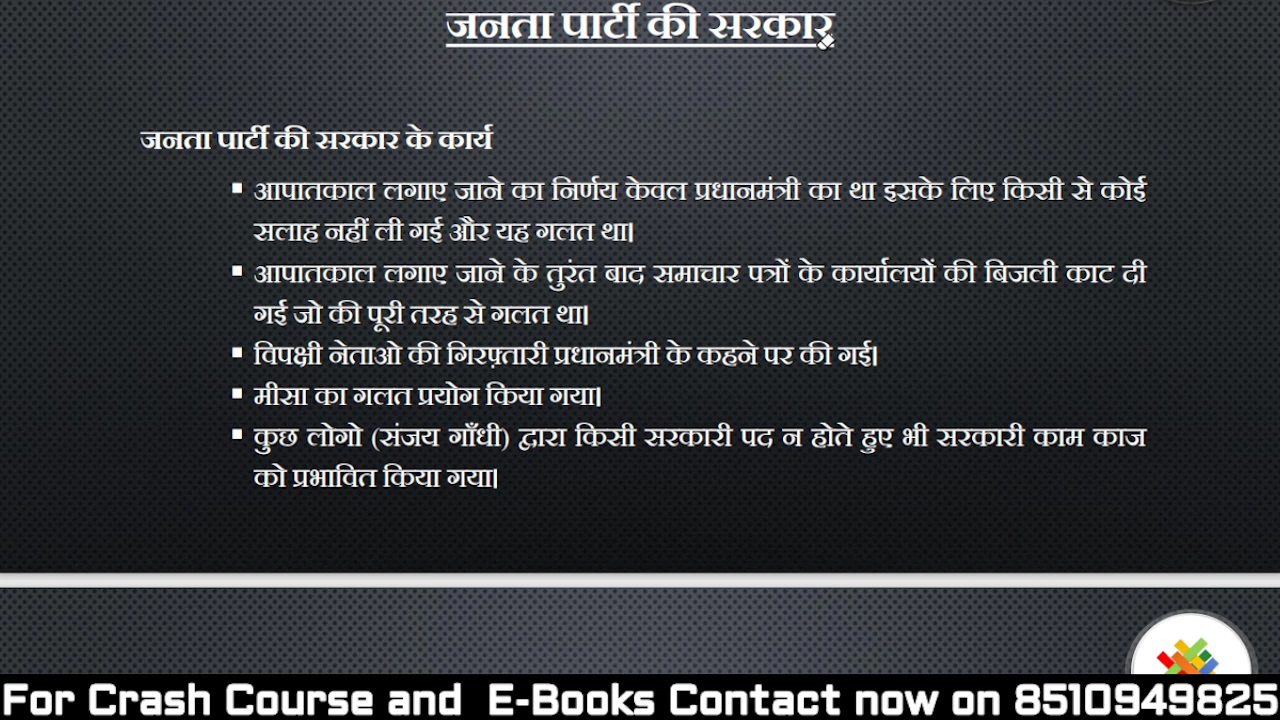 जनता पार्टी की सरकार
जनता पार्टी की सरकार के कार्य
▪ आपातकाल लगाए जाने का निर्णय केवल प्रधानमंत्री का था इसके लिए किसी से कोई
सलाह नहीं ली गई और यह गलत था।
▪ आपातकाल लगाए जाने के तुरंत बाद समाचार पत्रों के कार्यालयों की बिजली काट दी
गई जो की पूरी तरह से गलत था।
▪ विपक्षी नेताओ की गिरफ़्तारी प्रधानमंत्री के कहने पर की गई।
▪ मीसा का गलत प्रयोग किया गया।
▪ कुछ लोगो (संजय गाँधी) द्वारा किसी सरकारी पद न होते हुए भी सरकारी काम काज
को प्रभावित किया गया।
For Crash Course and E-Books Contact now on 8510949825